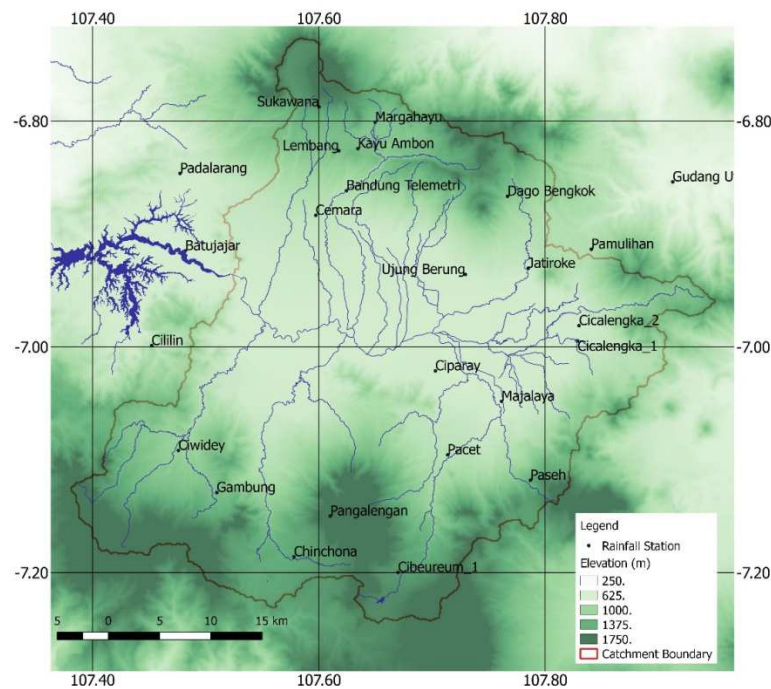 107.40 107.60 107.80
Sukawana
-6.80 -6.80
Margahayu
Lembang Kayu Ambon
Padalarang
Gudang U
Bandung Telemetri
Dago Bengkok
Cemara
Batujajar
Pamulihan
Ujung Berung
Jatiroke
Cicalengka_2
Cililin
-7.00 -7.00
Cicalengka_1
Ciparay
Majalaya
Ciwidey
Pacet
Gambung
Paseh
Pangalengan
Chinchona
Cibeureum_1
-7.20 -7.20
Legend
Rainfall Station
Elevation (m)
250.
625.
1000.
1375.
1750.
Catchment Boundary
5 0 5 10 15 km
107.40 107.60 107.80